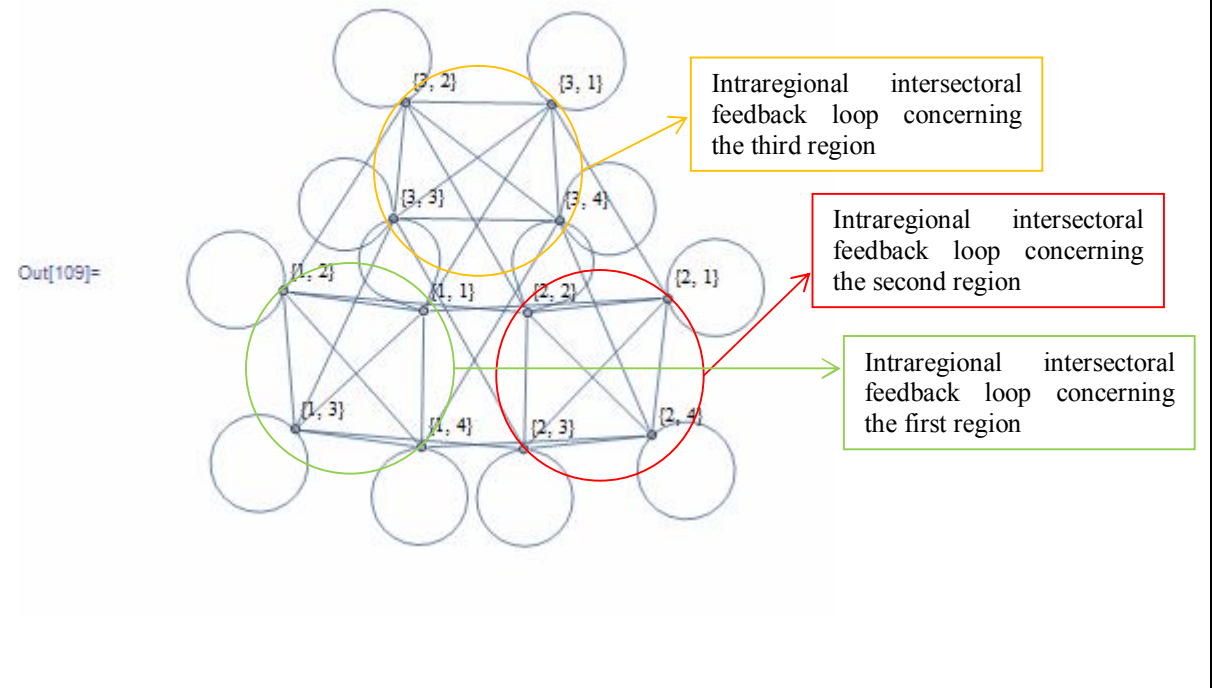 {3, 2}
{3, 1}
Intraregional intersectoral
feedback loop concerning
the third region
{3, 3}
{3, 4}
Intraregional intersectoral
feedback loop concerning
the second region
Out[109]=
{1, 2}
{1, 1}
{2, 2}
{2, 1}
Intraregional intersectoral
feedback loop concerning
the first region
{1, 3}
{1, 4}
{2, 3}
{2, 4}